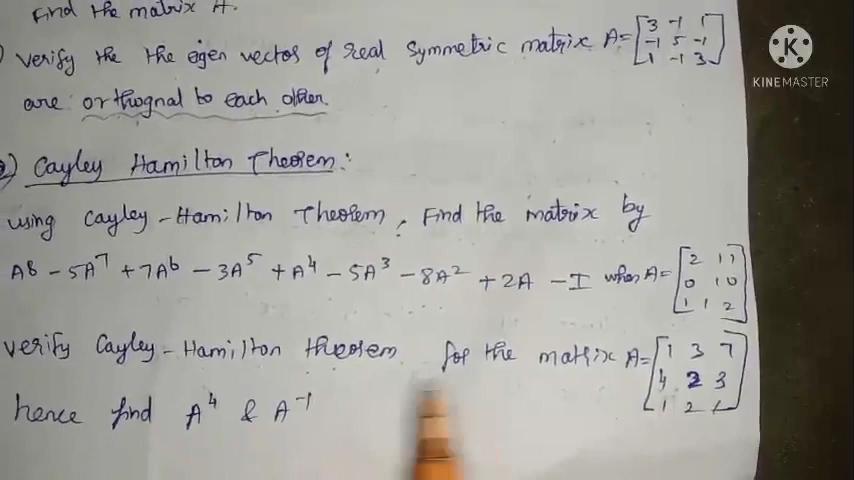 Find the matrix A.
) Verify the the eigen vectos of real symmetric matrix A=[3 -1 1
-1 5 -1
1 -1 3]
are orthognal to each other.
) Cayley Hamilton Theorem:
using Cayley-Hamilton Theorem, Find the matrix by
A8 - 5A7 + 7A6 - 3A5 + A4 - 5A3 - 8A2 + 2A - I when A=[2 1 1
0 1 0
1 1 2]
verify Cayley-Hamilton theorem for the matrix A=[1 3 7
4 2 3
1 2 1]
hence find A4 & A-1
K
KINEMASTER